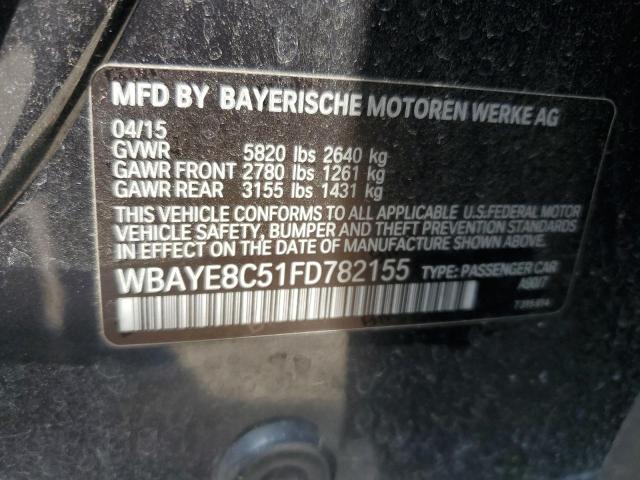 MFD BY BAYERISCHE MOTOREN WERKE AG
04/15
GVWR 5820 lbs 2640 kg
GAWR FRONT 2780 lbs 1261 kg
GAWR REAR 3155 lbs 1431 kg
THIS VEHICLE CONFORMS TO ALL APPLICABLE U.S.FEDERAL MOTOR
VEHICLE SAFETY, BUMPER AND THEFT PREVENTION STANDARDS
IN EFFECT ON THE DATE OF MANUFACTURE SHOWN ABOVE.
WBAYE8C51FD782155 TYPE: PASSENGER CAR